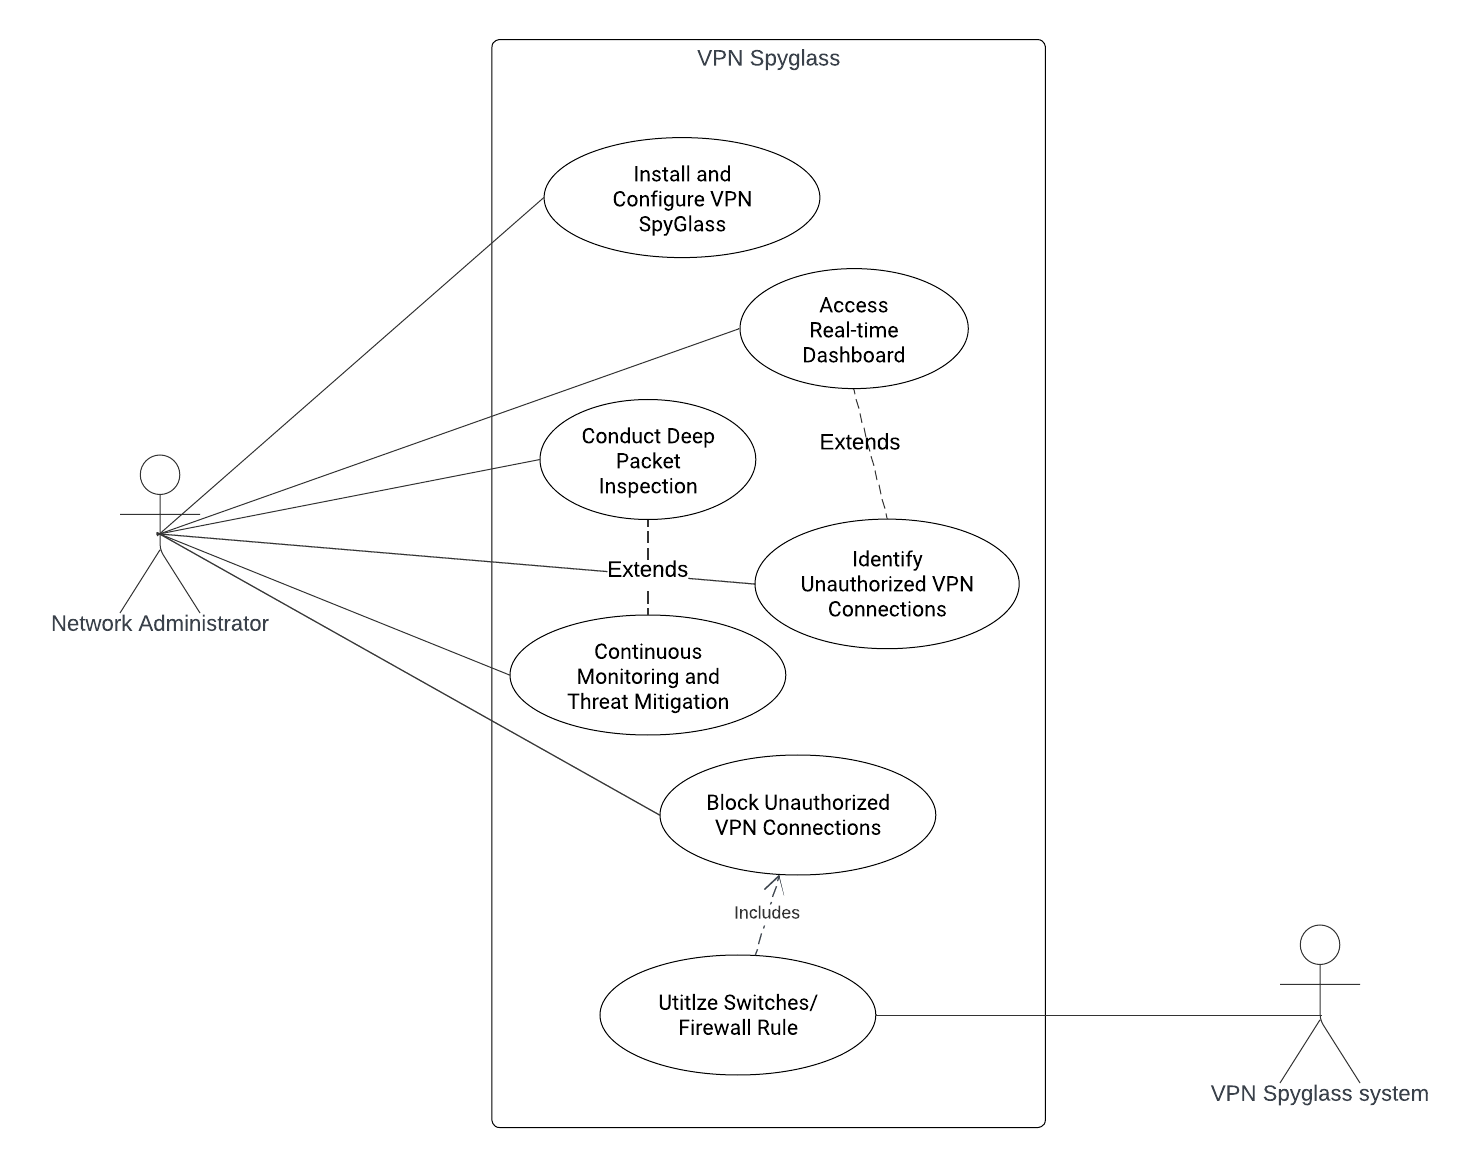 VPN Spyglass
Install and
Configure VPN
SpyGlass
Access
Real-time
Dashboard
Conduct Deep
Packet
Inspection
Extends
Extends
Identify
Unauthorized VPN
Connections
Network Administrator
Continuous
Monitoring and
Threat Mitigation
Block Unauthorized
VPN Connections
Includes
Utitlze Switches/
Firewall Rule
VPN Spyglass system